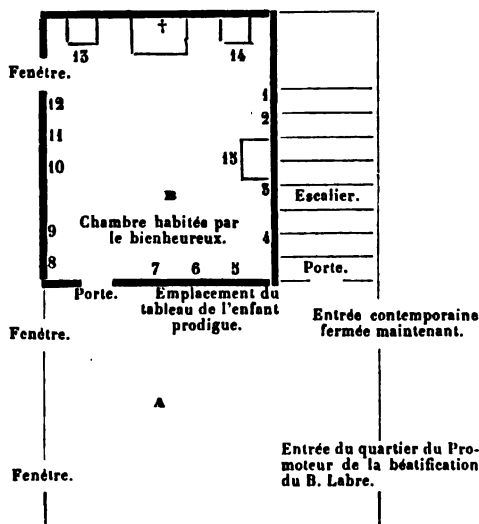 †
13
14
Fenêtre.
12
1
2
11
10
15
3
B
Escalier.
Chambre habitée par
le bienheureux.
9
4
8
7 6 5
Porte.
Porte.
Emplacement du
tableau de l'enfant
prodigue.
Entrée contemporaine
fermée maintenant.
Fenêtre.
A
Entrée du quartier du Pro-
moteur de la béatification
du B. Labre.
Fenêtre.